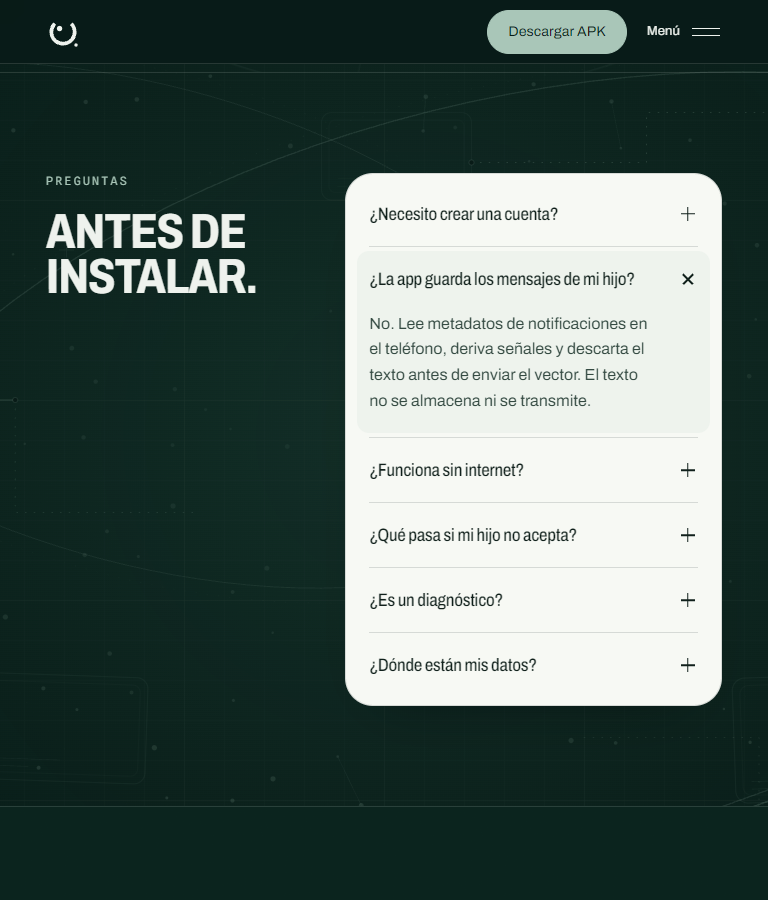 Descargar APK
Menú
PREGUNTAS
ANTES DE
INSTALAR.
¿Necesito crear una cuenta?
¿La app guarda los mensajes de mi hijo?
No. Lee metadatos de notificaciones en
el teléfono, deriva señales y descarta el
texto antes de enviar el vector. El texto
no se almacena ni se transmite.
¿Funciona sin internet?
¿Qué pasa si mi hijo no acepta?
¿Es un diagnóstico?
¿Dónde están mis datos?